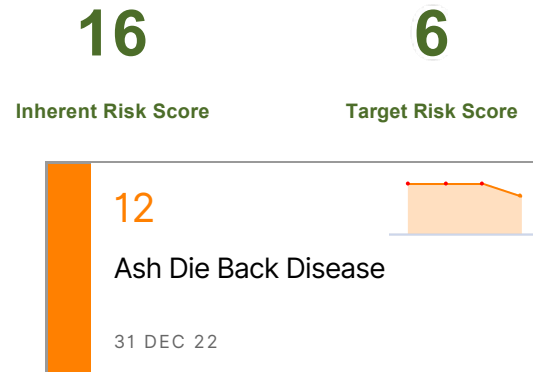 16 6
Inherent Risk Score Target Risk Score
12
Ash Die Back Disease
31 DEC 22